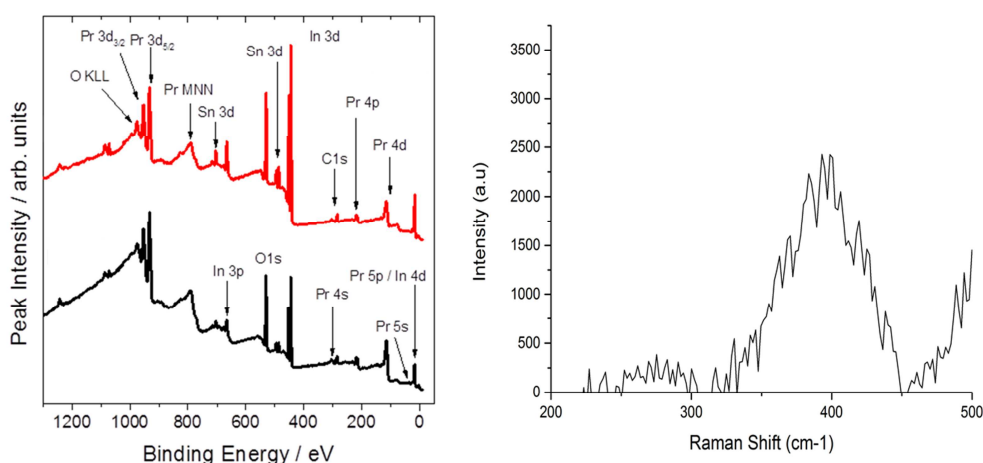 In 3d
Pr 3d3/2 Pr 3d5/2
Sn 3d
O KLL
Pr MNN
Pr 4p
Sn 3d
C1s
Pr 4d
O1s
In 3p
Pr 5p / In 4d
Pr 4s
Pr 5s
Peak Intensity / arb. units
1200 1000 800 600 400 200 0
Binding Energy / eV
3500
3000
2500
2000
1500
1000
500
0
Intensity (a.u)
200 300 400 500
Raman Shift (cm-1)